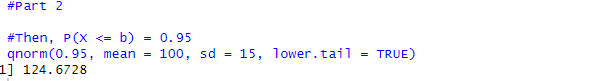 #Part 2
#Then, P(X <= b) = 0.95
qnorm(0.95, mean = 100, sd = 15, lower.tail = TRUE)
1] 124.6728